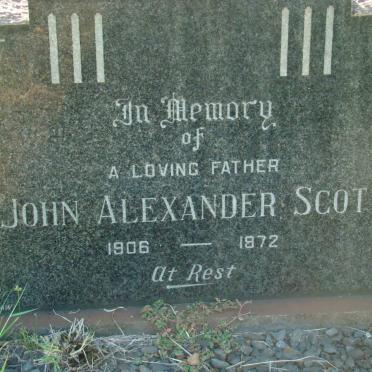 In Memory
of
A LOVING FATHER
JOHN ALEXANDER SCOT
1906 — 1972
At Rest